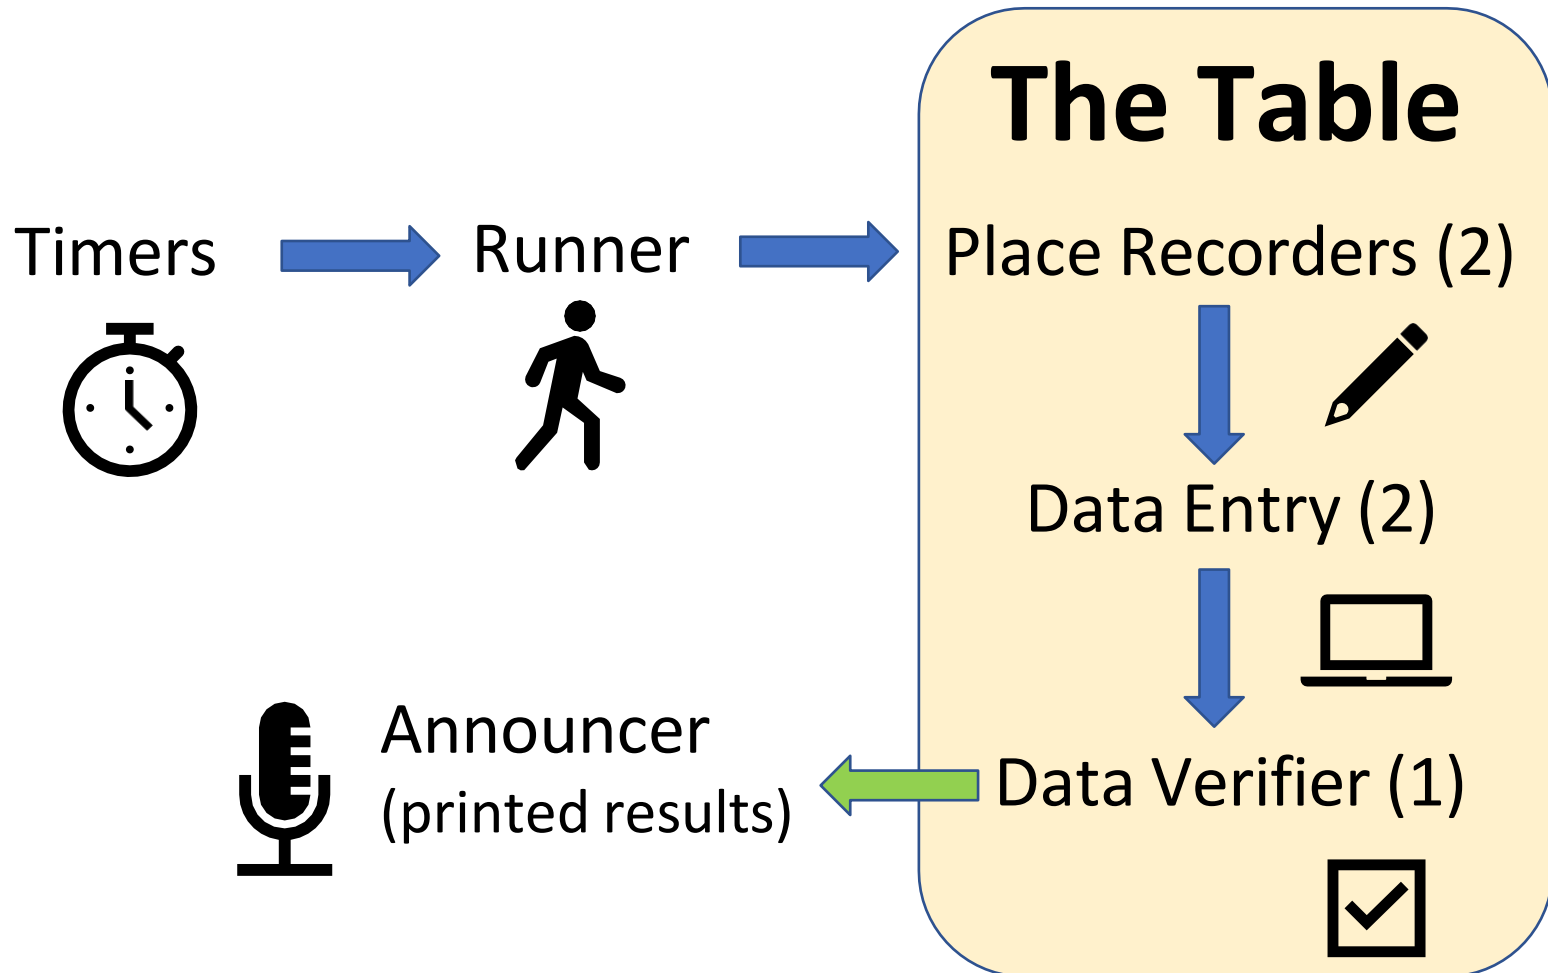 The Table
Timers
Runner
Place Recorders (2)
Data Entry (2)
Data Verifier (1)
Announcer
(printed results)